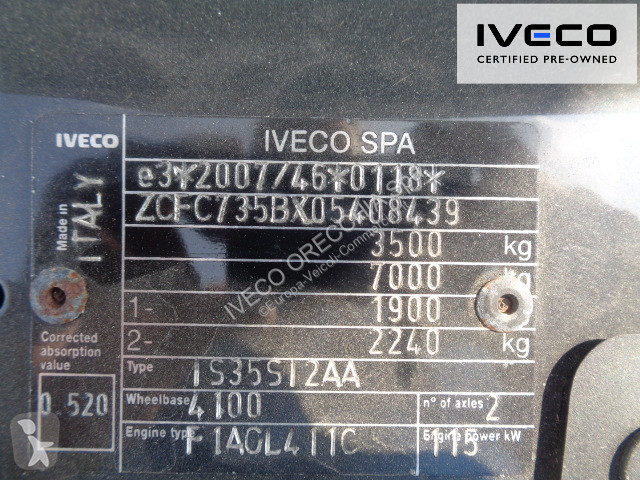 IVECO
CERTIFIED PRE-OWNED
IVECO IVECO SPA
e3*2007/46*0118*
ZCFC735BX05408439
Made in ITALY
3500 kg
7000 kg
1- 1900 kg
2- 2240 kg
Corrected absorption value
0.520
Type IS35SI2AA
Wheelbase 4100 n° of axles 2
Engine type F1AGL411C Engine power kW 115
IVECO OREC
©Europa-Veicoli-Commerciali